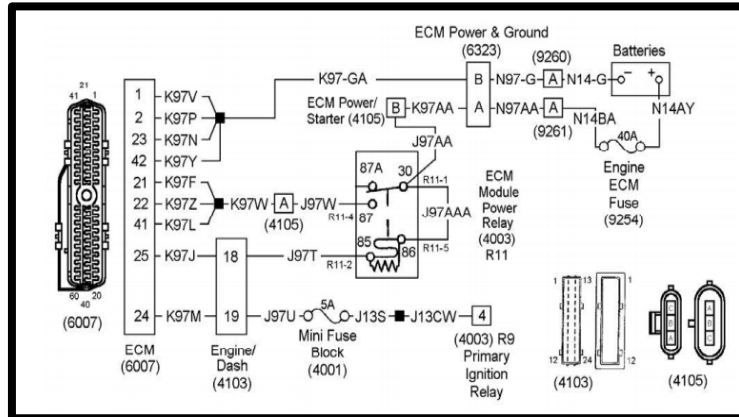 ECM Power & Ground
(6323)
(9260)
Batteries
41 21 1
60 40 20
(6007)
1 K97V
2 K97P
23 K97N
42 K97Y
21 K97F
22 K97Z
41 K97L
25 K97J
24 K97M
ECM
(6007)
K97-GA
B N97-G A N14-G - +
ECM Power/
Starter (4105)
B K97AA A N97AA A N14BA
(9261)
N14AY
40A
Engine
ECM
Fuse
(9254)
J97AA
87A 30
R11-1
K97W A J97W R11-4 87
(4105)
J97AAA
85 86
R11-5
R11-2
ECM
Module
Power
Relay
(4003)
R11
18 J97T
19 J97U 5A J13S J13CW 4
Engine/
Dash
(4103)
Mini Fuse
Block
(4001)
(4003) R9
Primary
Ignition
Relay
1 13 1
12 24 12
(4103)
A B C
A B C
(4105)